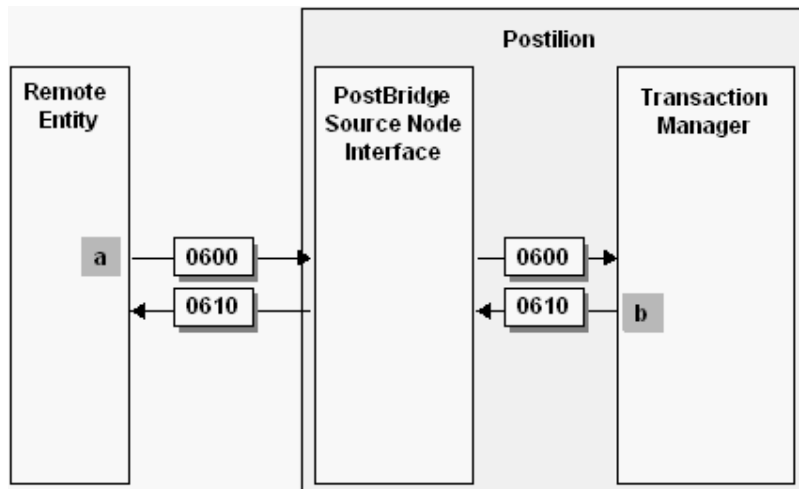 Postilion
Remote
Entity
PostBridge
Source Node
Interface
Transaction
Manager
a
0600
0600
0610
0610
b